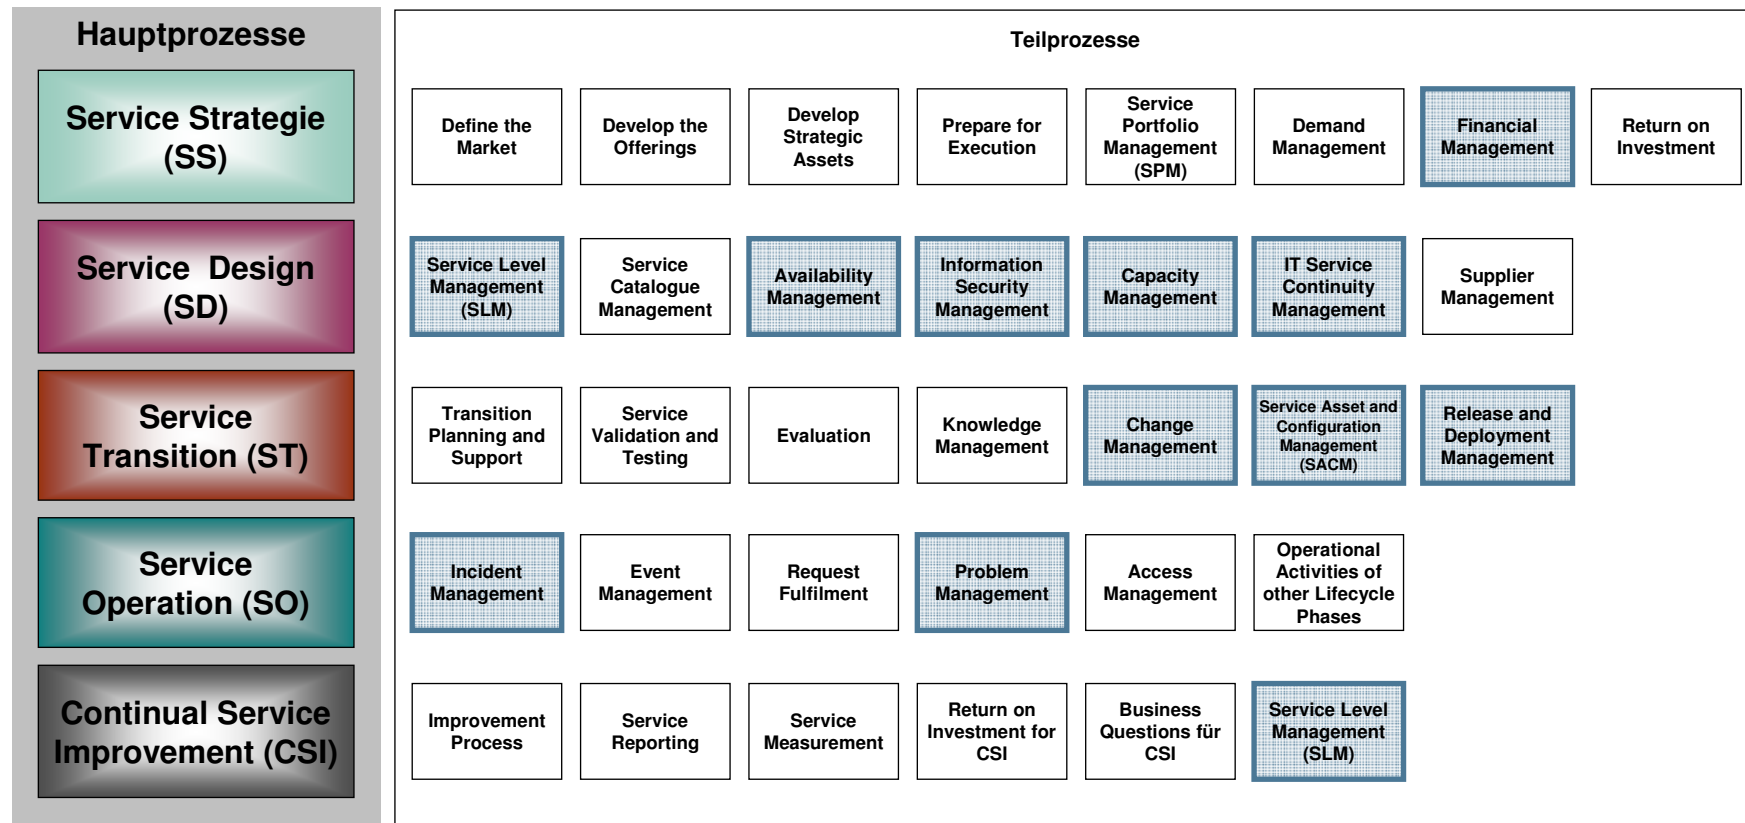 Hauptprozesse
Teilprozesse
Service Strategie
(SS)
Define the
Market
Develop the
Offerings
Develop
Strategic
Assets
Prepare for
Execution
Service
Portfolio
Management
(SPM)
Demand
Management
Financial
Management
Return on
Investment
Service Design
(SD)
Service Level
Management
(SLM)
Service
Catalogue
Management
Availability
Management
Information
Security
Management
Capacity
Management
IT Service
Continuity
Management
Supplier
Management
Service
Transition (ST)
Transition
Planning and
Support
Service
Validation and
Testing
Evaluation
Knowledge
Management
Change
Management
Service Asset and
Configuration
Management
(SACM)
Release and
Deployment
Management
Service
Operation (SO)
Incident
Management
Event
Management
Request
Fulfilment
Problem
Management
Access
Management
Operational
Activities of
other Lifecycle
Phases
Continual Service
Improvement (CSI)
Improvement
Process
Service
Reporting
Service
Measurement
Return on
Investment for
CSI
Business
Questions für
CSI
Service Level
Management
(SLM)